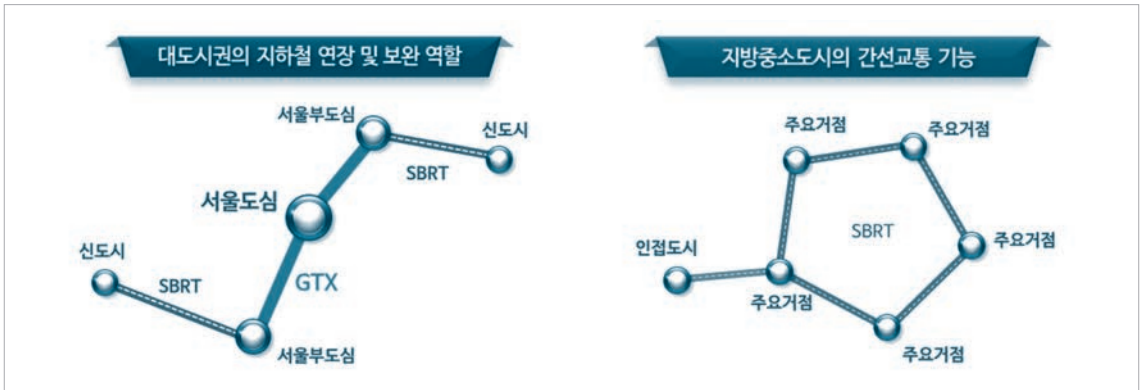 대도시권의 지하철 연장 및 보완 역할
서울부도심
신도시
SBRT
서울도심
신도시
SBRT
GTX
서울부도심
지방중소도시의 간선교통 기능
주요거점
주요거점
SBRT
인접도시
주요거점
주요거점
주요거점